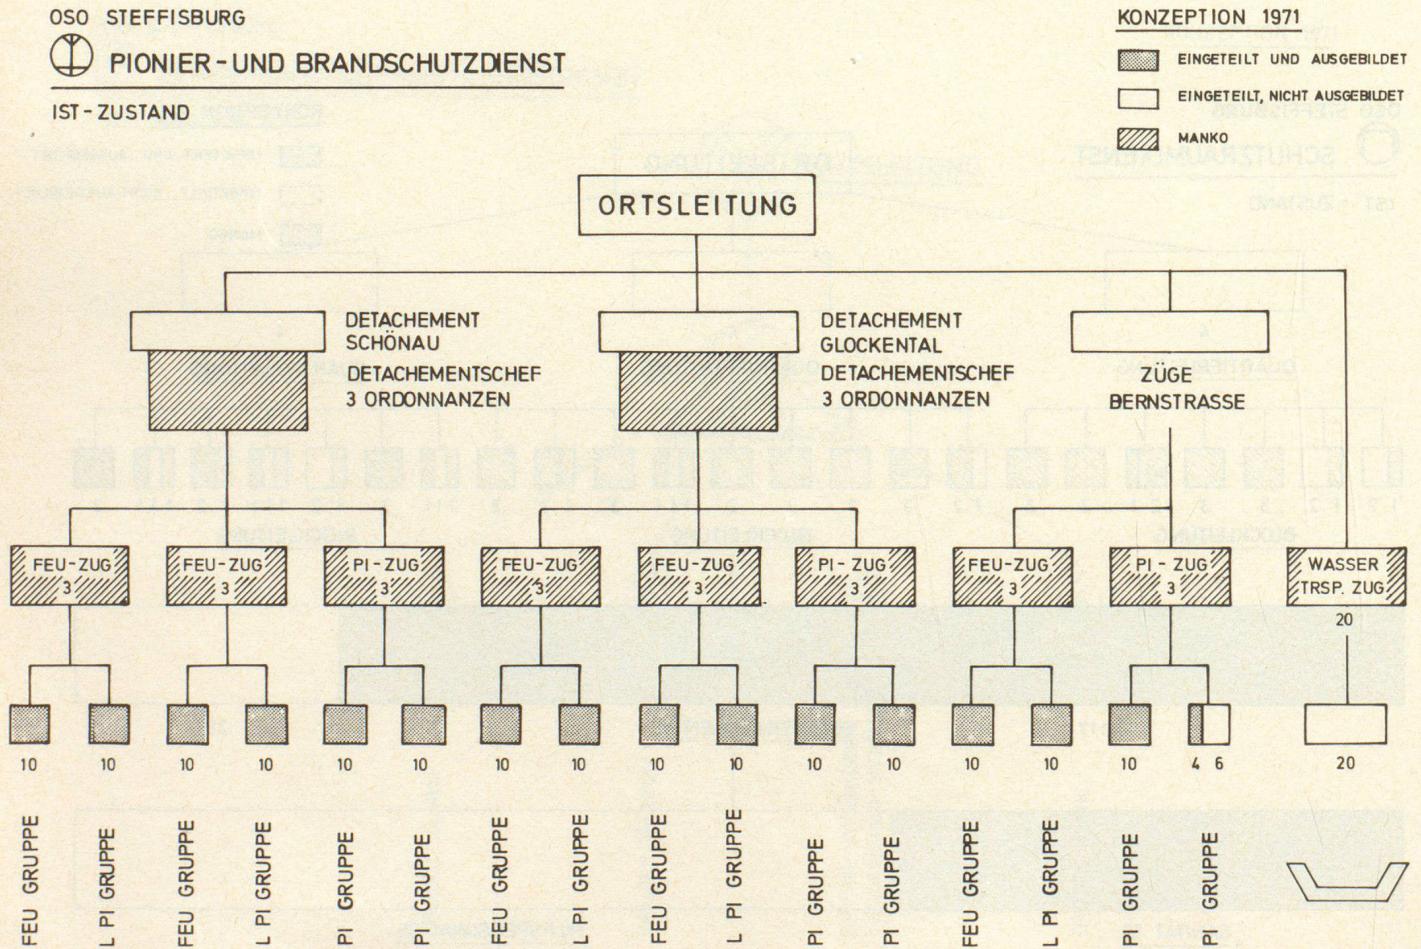 OSO STEFFISBURG
PIONIER-UND BRANDSCHUTZDIENST
IST-ZUSTAND
KONZEPTION 1971
EINGETEILT UND AUSGEBILDET
EINGETEILT, NICHT AUSGEBILDET
MANKO
ORTSLEITUNG
DETACHEMENT
SCHÖNAU
DETACHEMENTSCHEF
3 ORDONNANZEN
DETACHEMENT
GLOCKENTAL
DETACHEMENTSCHEF
3 ORDONNANZEN
ZÜGE
BERNSTRASSE
FEU-ZUG
3
FEU-ZUG
3
PI-ZUG
3
FEU-ZUG
3
FEU-ZUG
3
PI-ZUG
3
FEU-ZUG
3
PI-ZUG
3
WASSER
TRSP. ZUG
20
10 10 10 10 10 10 10 10 10 10 10 10 10 10 10 4 6 20
FEU GRUPPE
L PI GRUPPE
FEU GRUPPE
L PI GRUPPE
PI GRUPPE
PI GRUPPE
FEU GRUPPE
L PI GRUPPE
FEU GRUPPE
L PI GRUPPE
PI GRUPPE
PI GRUPPE
FEU GRUPPE
L PI GRUPPE
PI GRUPPE
PI GRUPPE